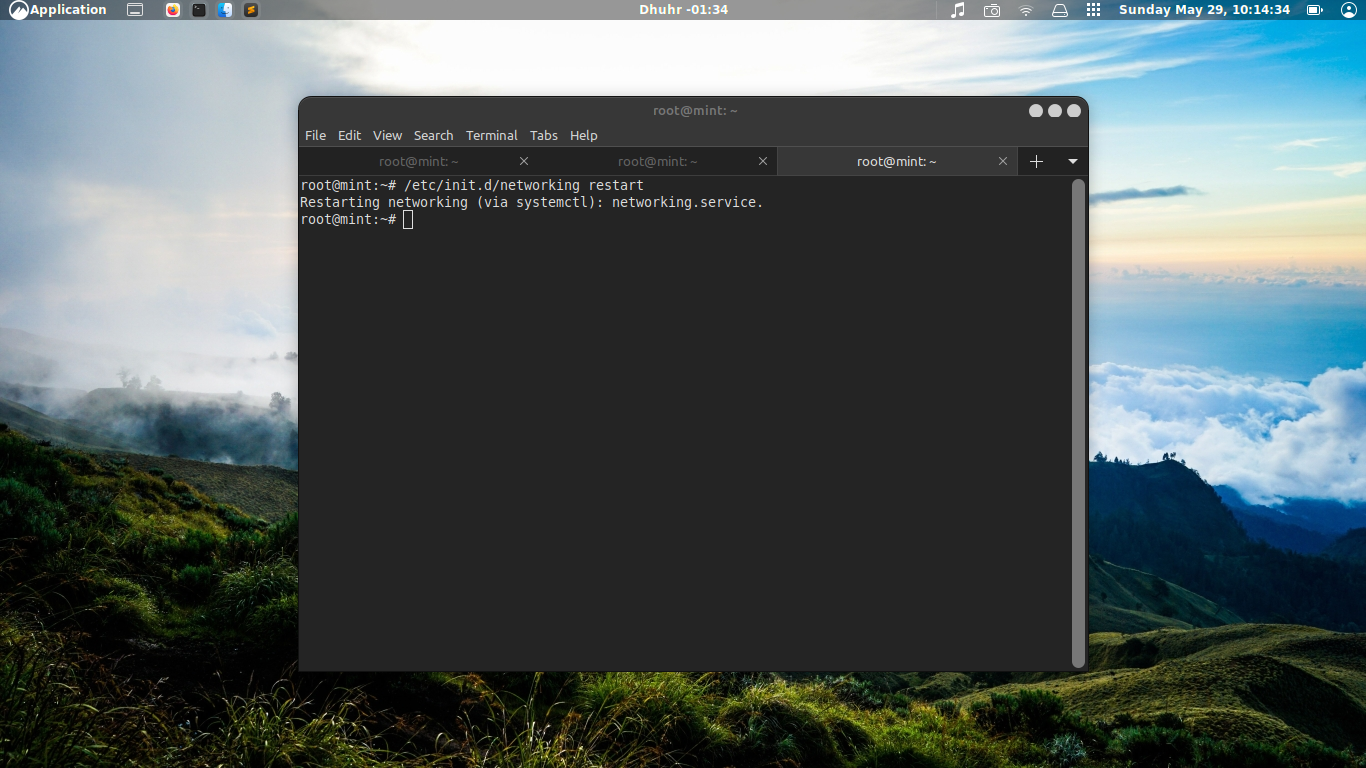 Application
Dhuhr -01:34
Sunday May 29, 10:14:34
root@mint: ~
File Edit View Search Terminal Tabs Help
root@mint: ~
root@mint: ~
root@mint: ~
root@mint:~# /etc/init.d/networking restart
Restarting networking (via systemctl): networking.service.
root@mint:~#